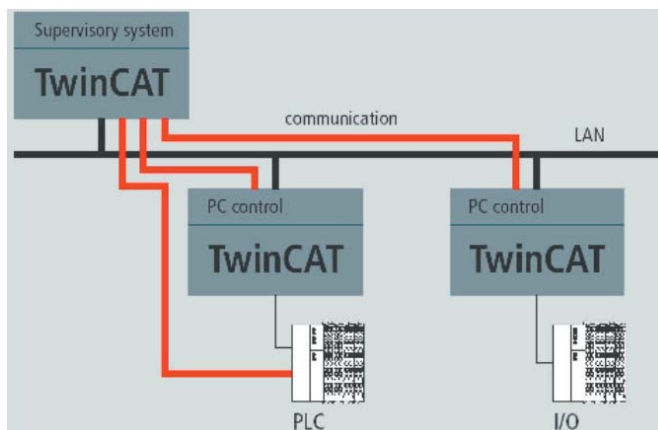 Supervisory system
TwinCAT
communication
LAN
PC control
TwinCAT
PC control
TwinCAT
PLC
I/O